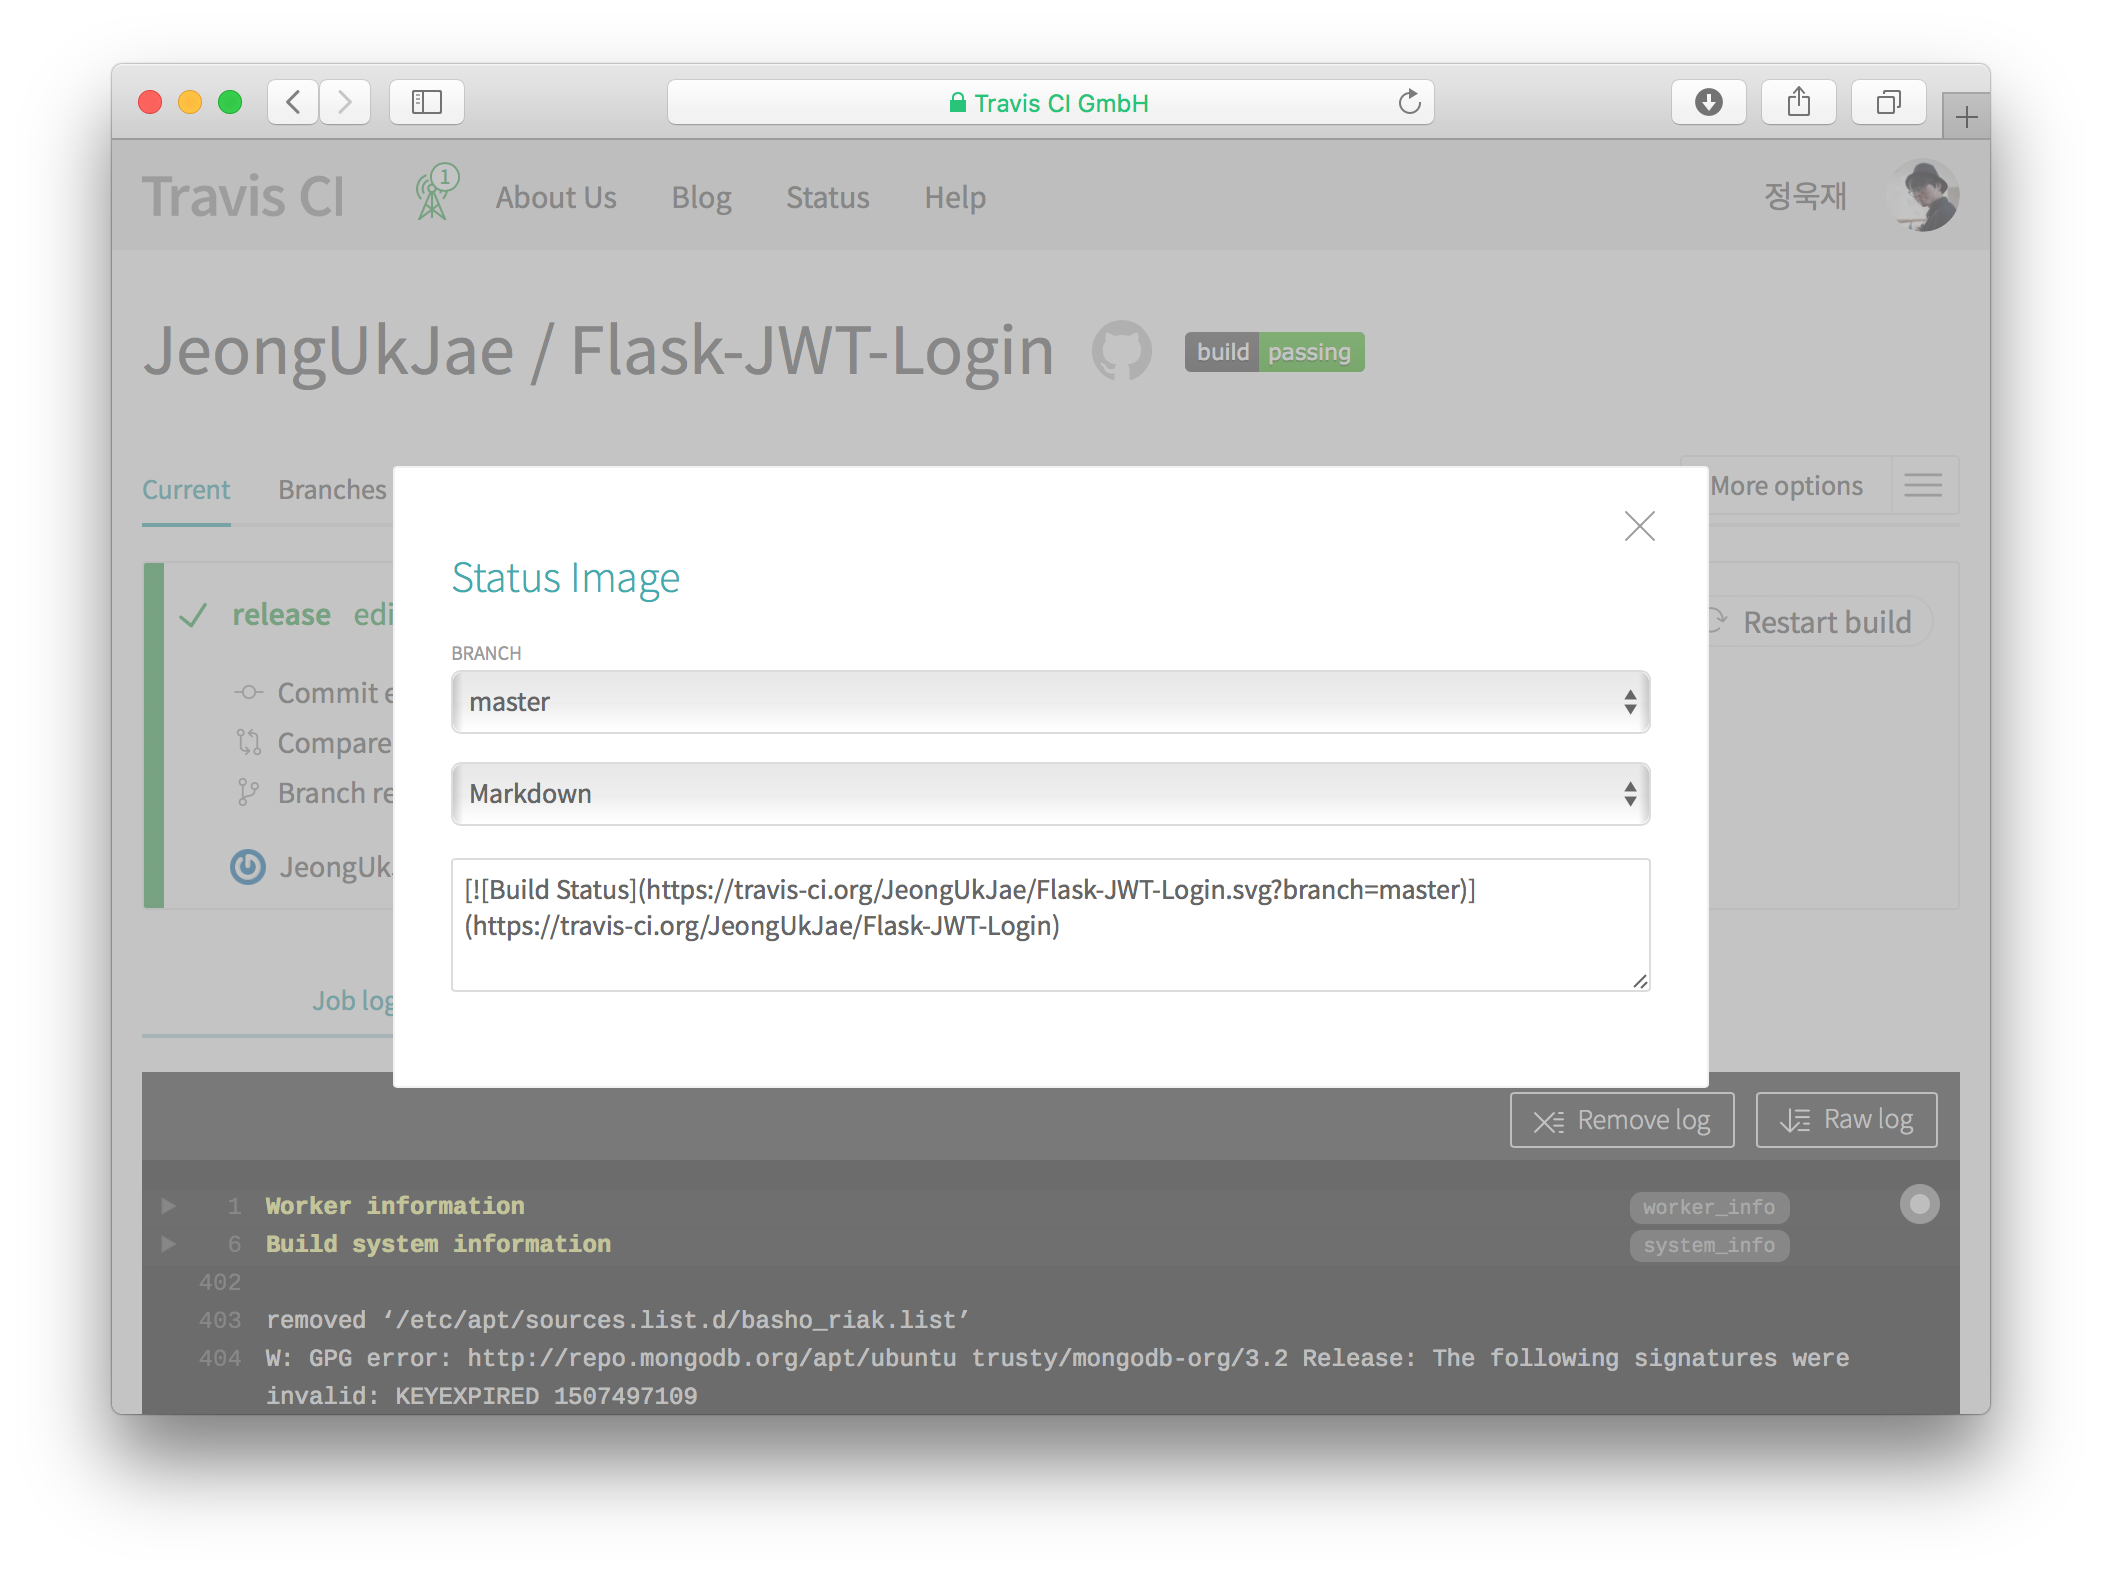 Travis CI GmbH
Travis CI
1
About Us
Blog
Status
Help
정욱재
JeongUkJae / Flask-JWT-Login
build passing
Current
Branches
More options
release edi
Restart build
Commit e
Compare
Branch re
JeongUk
Status Image
BRANCH
master
Markdown
[![Build Status](https://travis-ci.org/JeongUkJae/Flask-JWT-Login.svg?branch=master)]
(https://travis-ci.org/JeongUkJae/Flask-JWT-Login)
Job log
Remove log
Raw log
1 Worker information worker_info
6 Build system information system_info
402
403 removed ‘/etc/apt/sources.list.d/basho_riak.list’
404 W: GPG error: http://repo.mongodb.org/apt/ubuntu trusty/mongodb-org/3.2 Release: The following signatures were
invalid: KEYEXPIRED 1507497109